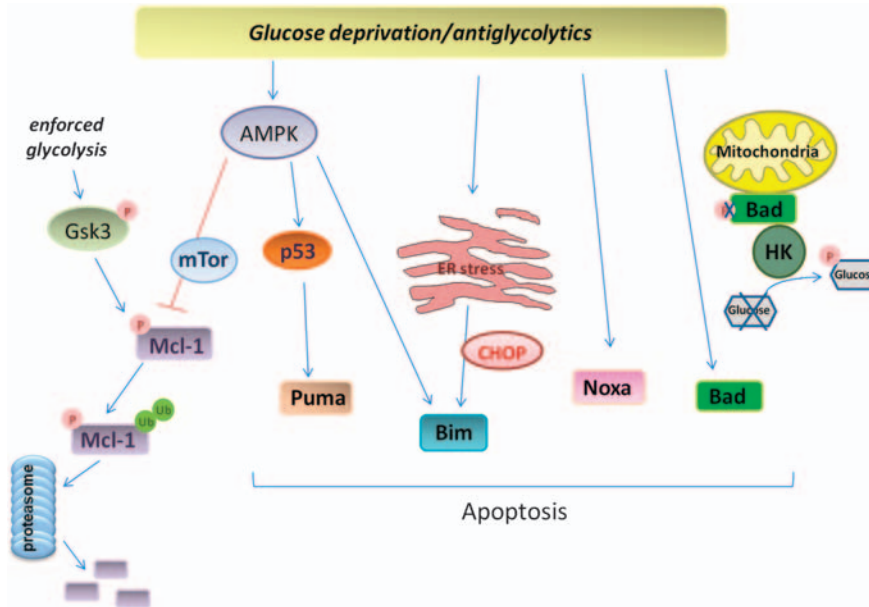 Glucose deprivation/antiglycolytics
enforced
glycolysis
AMPK
Mitochondria
P
Gsk3
P
Bad
mTor
p53
HK
ER stress
P
Glucos
Glucose
P
Mcl-1
CHOP
Puma
Noxa
Bad
Bim
P
Ub
Ub
Mcl-1
proteasome
Apoptosis